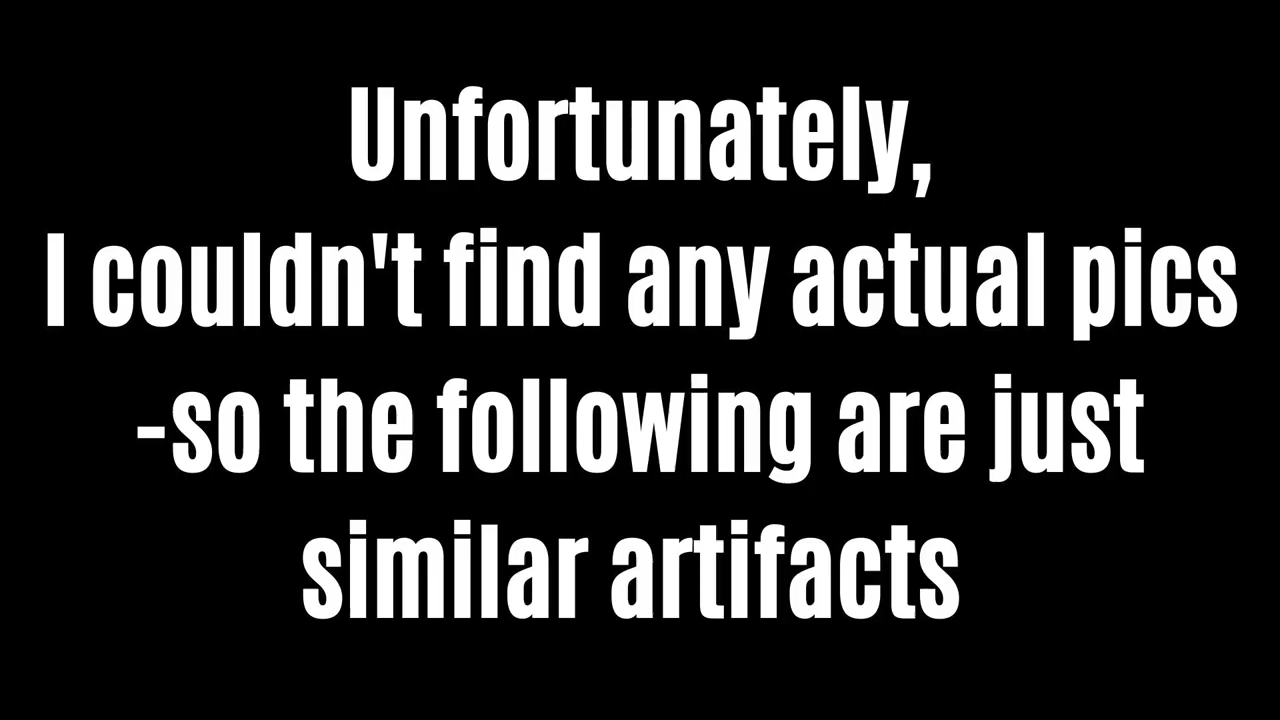 Unfortunately,
I couldn't find any actual pics
-so the following are just
similar artifacts